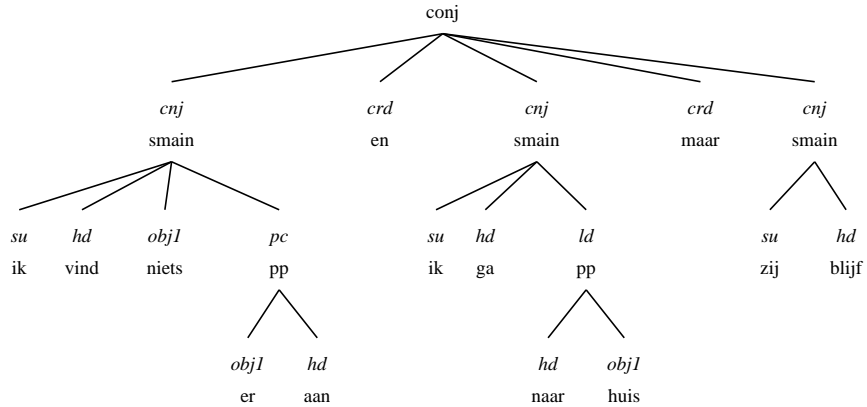 conj
cnj crd cnj crd cnj
smain en smain maar smain
su hd obj1 pc su hd ld su hd
ik vind niets pp ik ga pp zij blijf
obj1 hd hd obj1
er aan naar huis